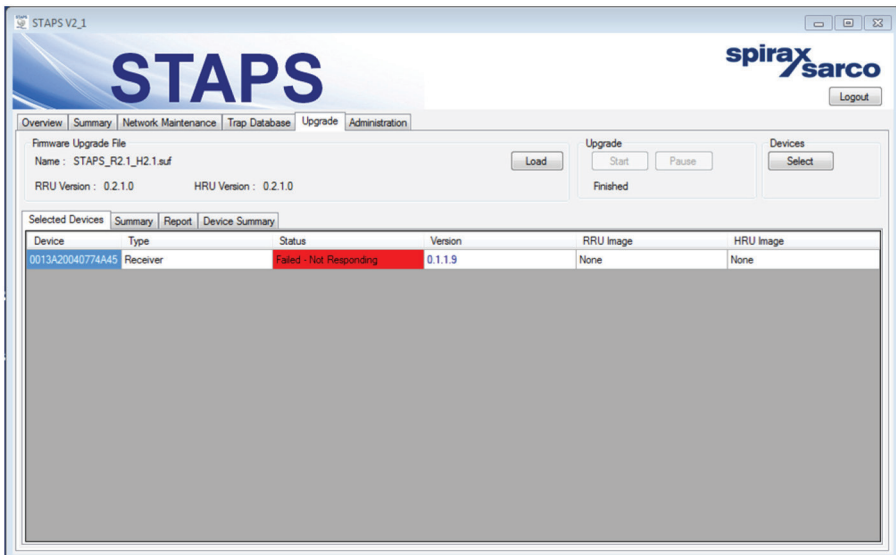 STAPS V2_1
STAPS
spirax
sarco
Logout
Overview Summary Network Maintenance Trap Database Upgrade Administration
Firmware Upgrade File
Name : STAPS_R2.1_H2.1.suf
Load
RRU Version : 0.2.1.0 HRU Version : 0.2.1.0
Upgrade
Start Pause
Finished
Devices
Select
Selected Devices Summary Report Device Summary
Device Type Status Version RRU Image HRU Image
0013A20040774A45 Receiver Failed - Not Responding 0.1.1.9 None None